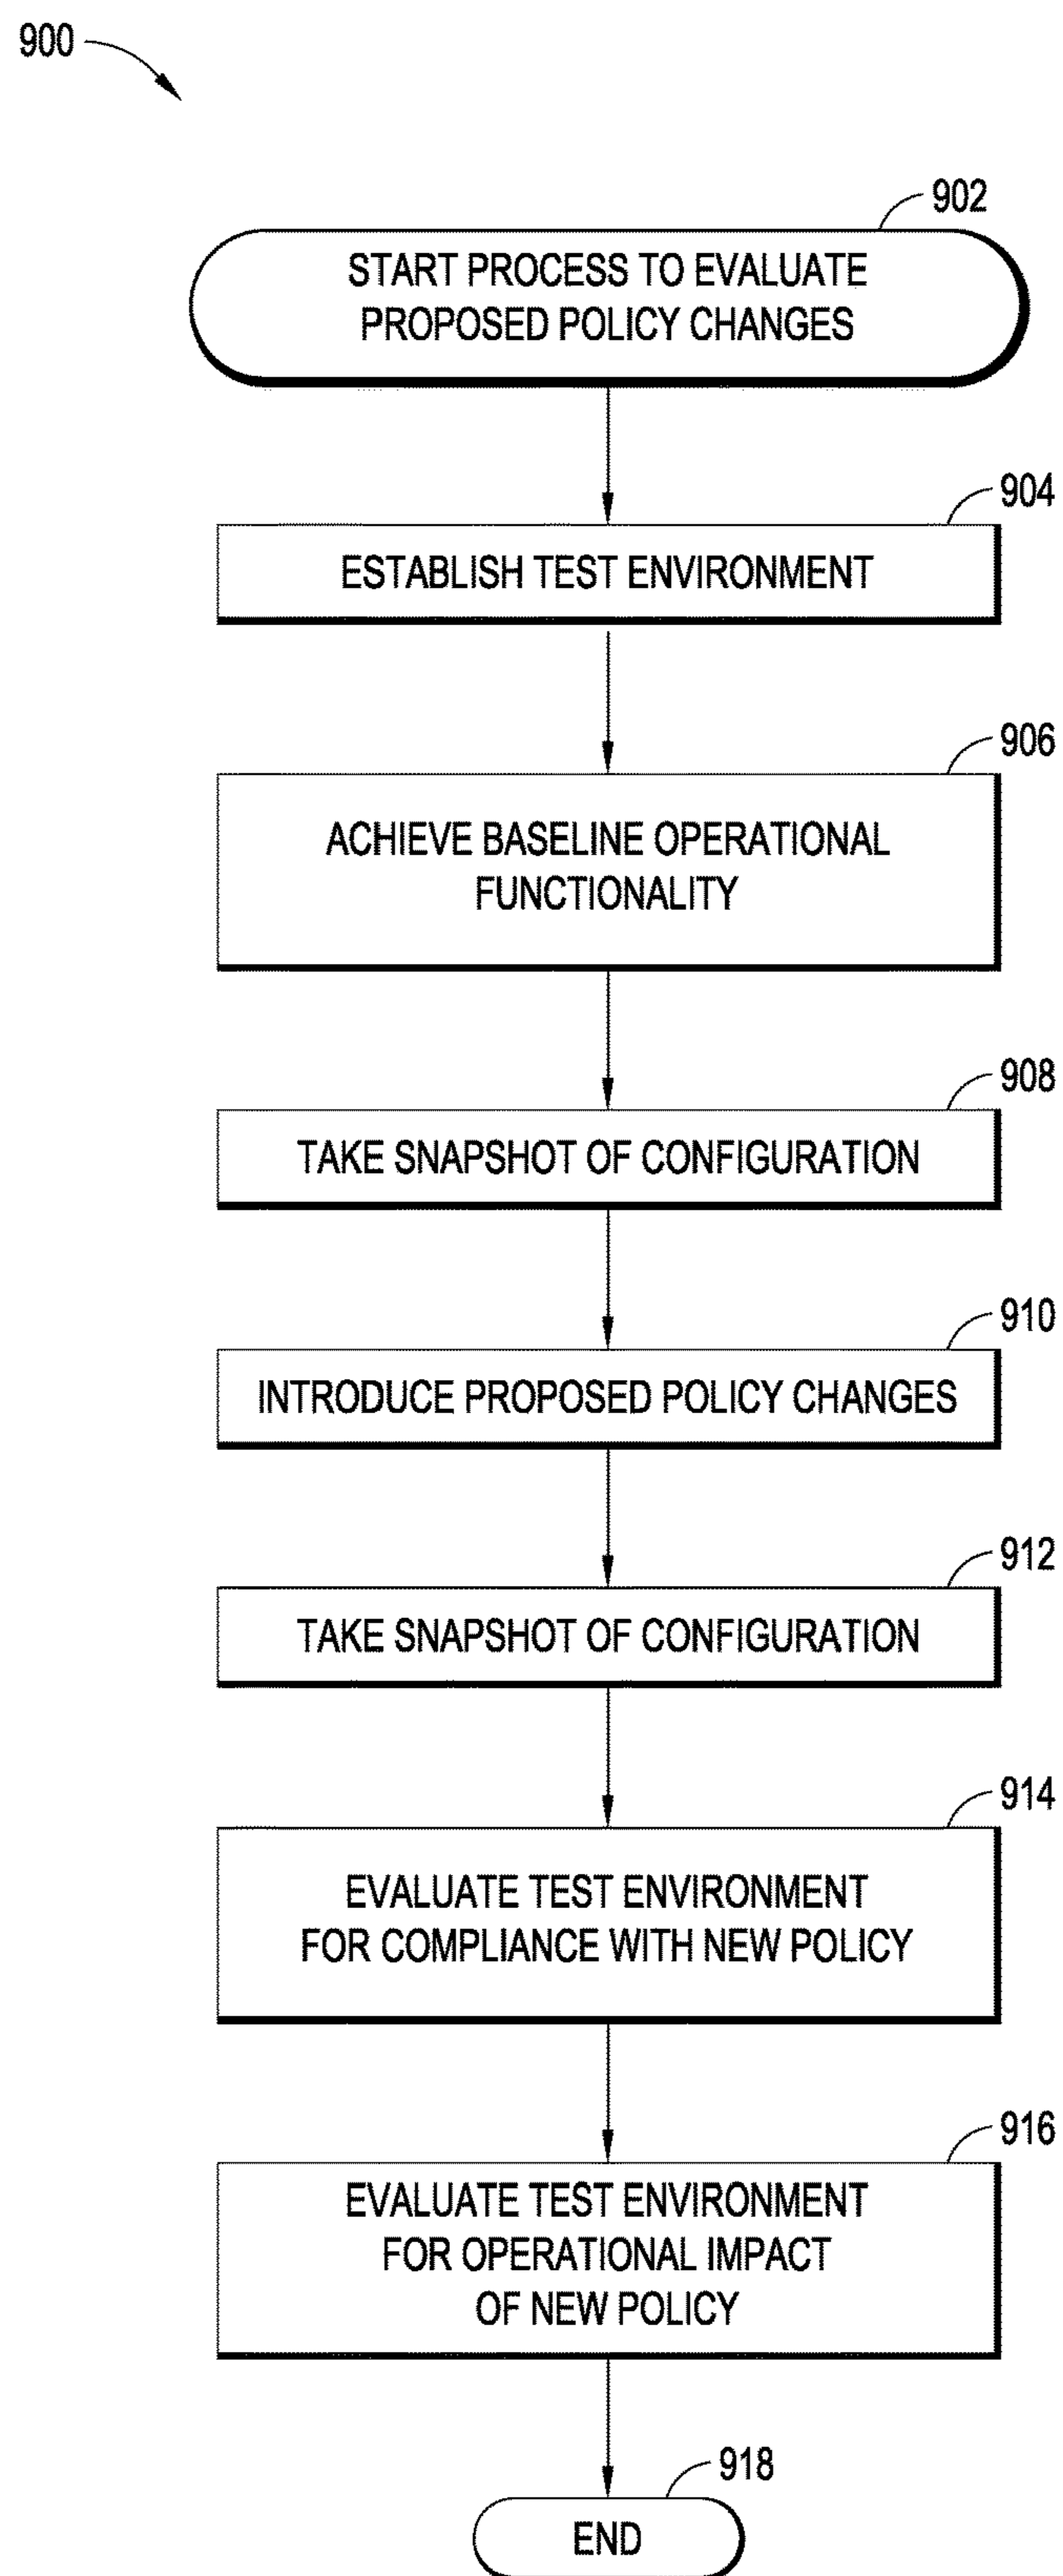 900
902
START PROCESS TO EVALUATE
PROPOSED POLICY CHANGES
904
ESTABLISH TEST ENVIRONMENT
906
ACHIEVE BASELINE OPERATIONAL
FUNCTIONALITY
908
TAKE SNAPSHOT OF CONFIGURATION
910
INTRODUCE PROPOSED POLICY CHANGES
912
TAKE SNAPSHOT OF CONFIGURATION
914
EVALUATE TEST ENVIRONMENT
FOR COMPLIANCE WITH NEW POLICY
916
EVALUATE TEST ENVIRONMENT
FOR OPERATIONAL IMPACT
OF NEW POLICY
918
END